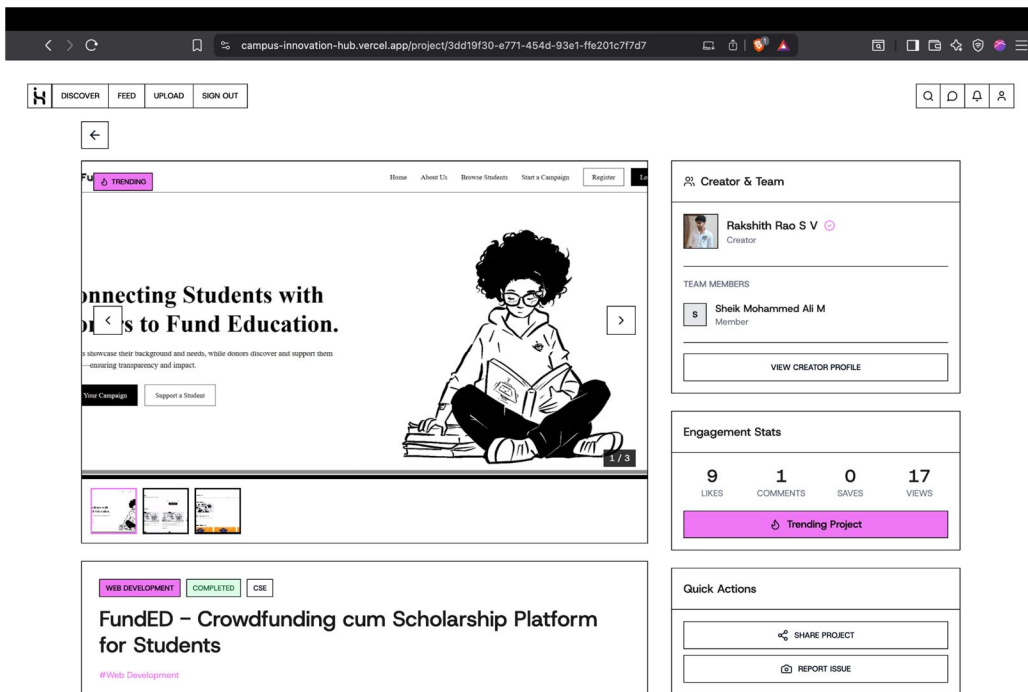 campus-innovation-hub.vercel.app/project/3dd19f30-e771-454d-93e1-ffe201c7f7d7
DISCOVER
FEED
UPLOAD
SIGN OUT
Fu
TRENDING
Home
About Us
Browse Students
Start a Campaign
Register
Lo
onnecting Students with
s to Fund Education.
s showcase their background and needs, while donors discover and support them
—ensuring transparency and impact.
Your Campaign
Support a Student
1 / 3
WEB DEVELOPMENT
COMPLETED
CSE
FundED – Crowdfunding cum Scholarship Platform
for Students
#Web Development
Creator & Team
Rakshith Rao S V
Creator
TEAM MEMBERS
S
Sheik Mohammed Ali M
Member
VIEW CREATOR PROFILE
Engagement Stats
9
LIKES
1
COMMENTS
0
SAVES
17
VIEWS
Trending Project
Quick Actions
SHARE PROJECT
REPORT ISSUE